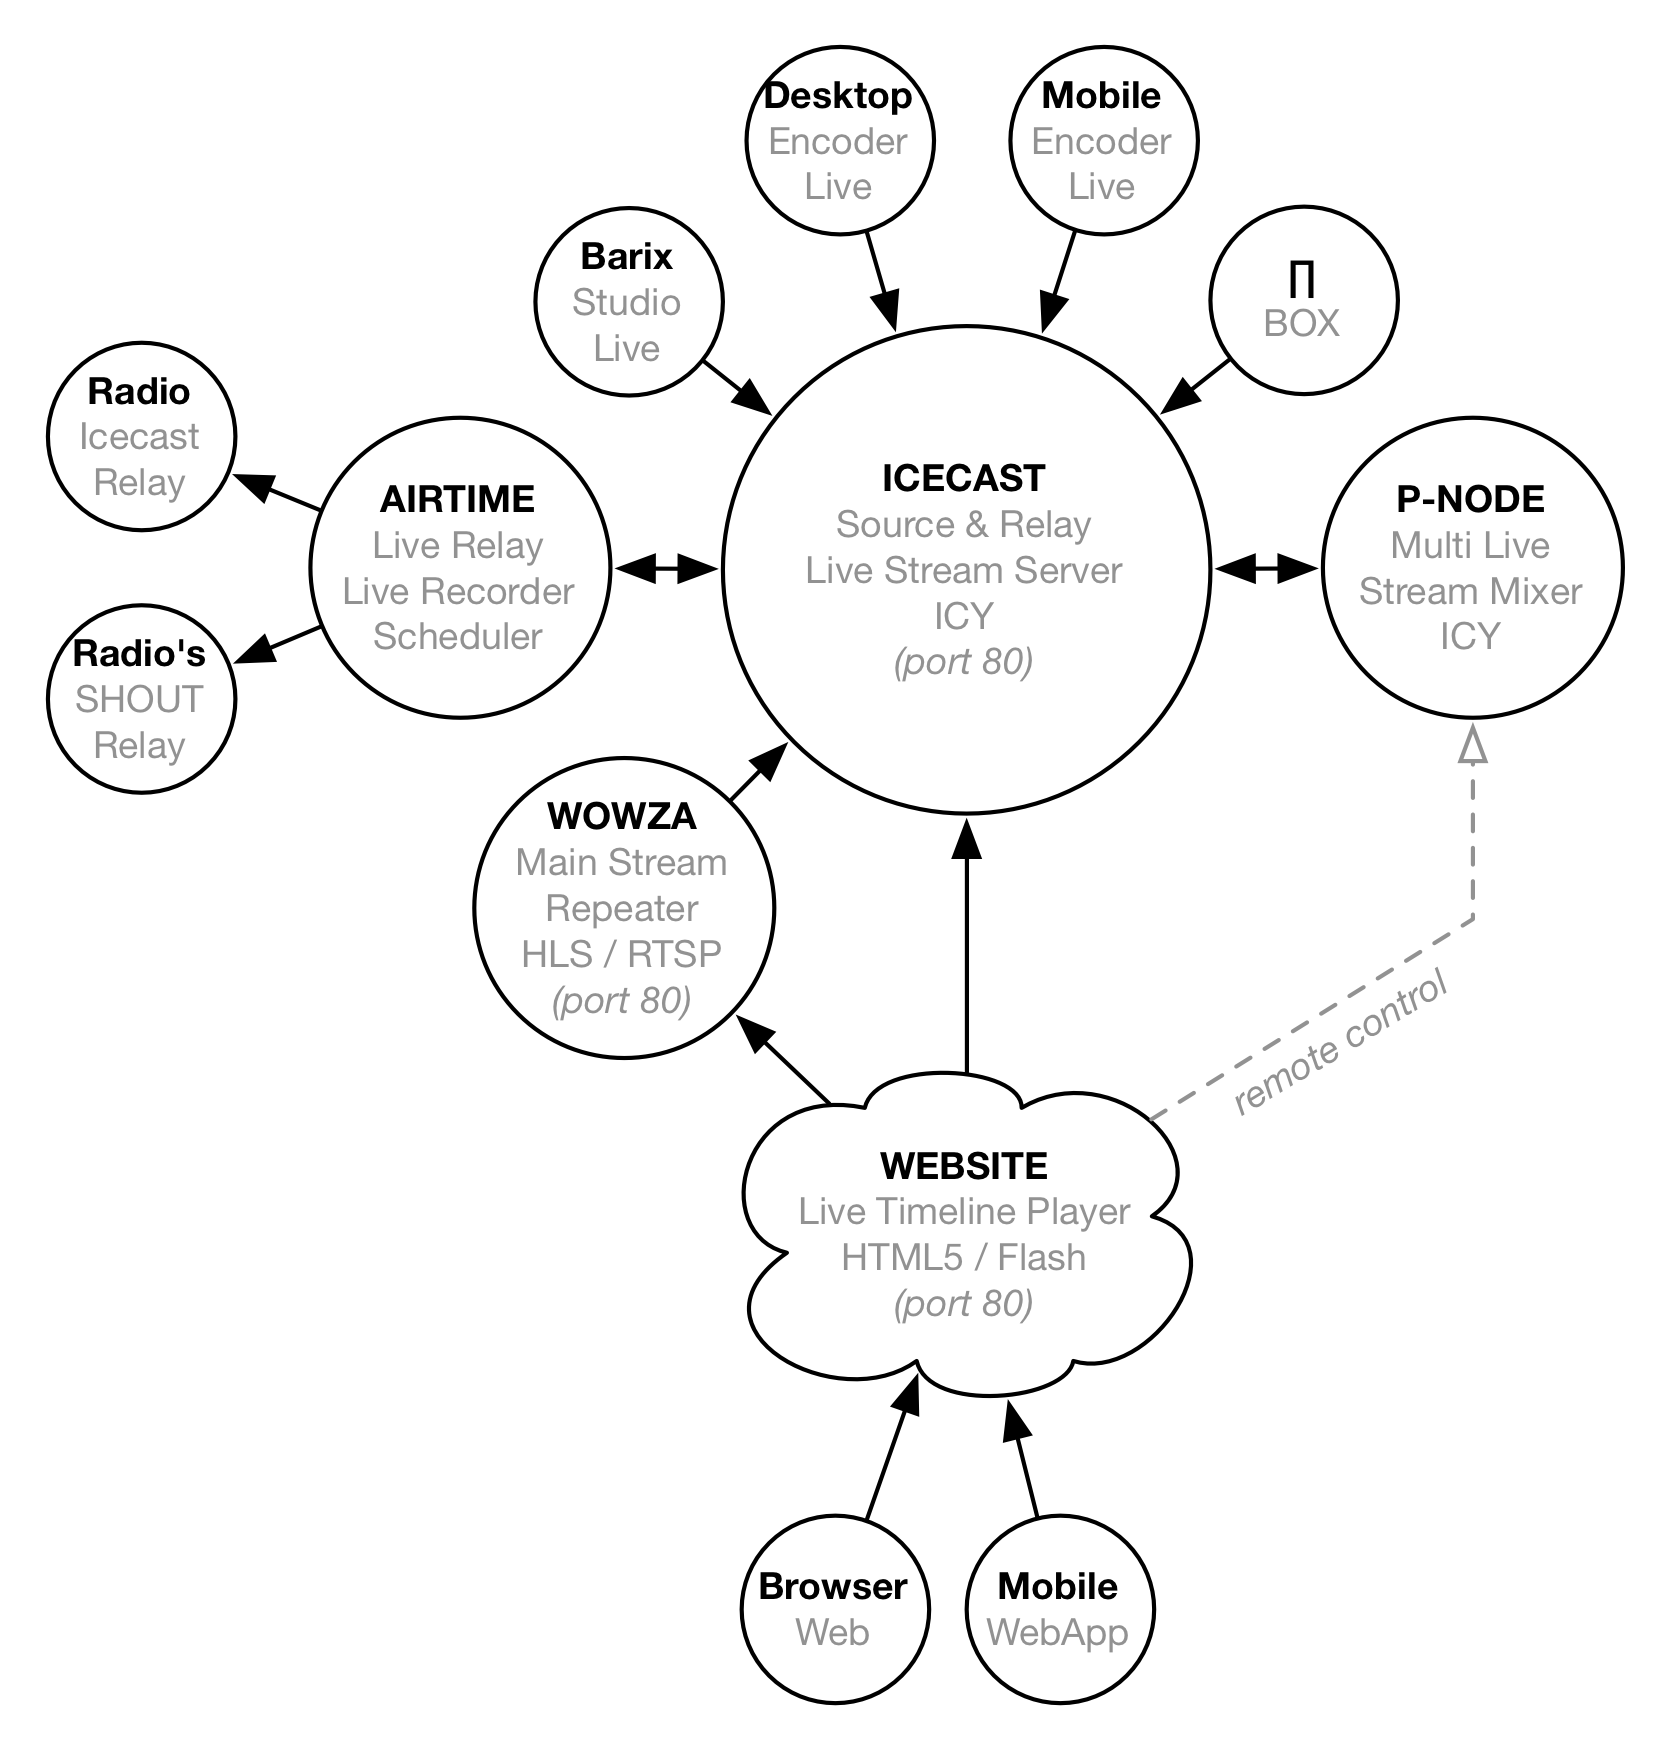 Desktop
Encoder
Live
Mobile
Encoder
Live
Barix
Studio
Live
∏
BOX
Radio
Icecast
Relay
AIRTIME
Live Relay
Live Recorder
Scheduler
ICECAST
Source & Relay
Live Stream Server
ICY
(port 80)
P-NODE
Multi Live
Stream Mixer
ICY
Radio's
SHOUT
Relay
WOWZA
Main Stream
Repeater
HLS / RTSP
(port 80)
remote control
WEBSITE
Live Timeline Player
HTML5 / Flash
(port 80)
Browser
Web
Mobile
WebApp